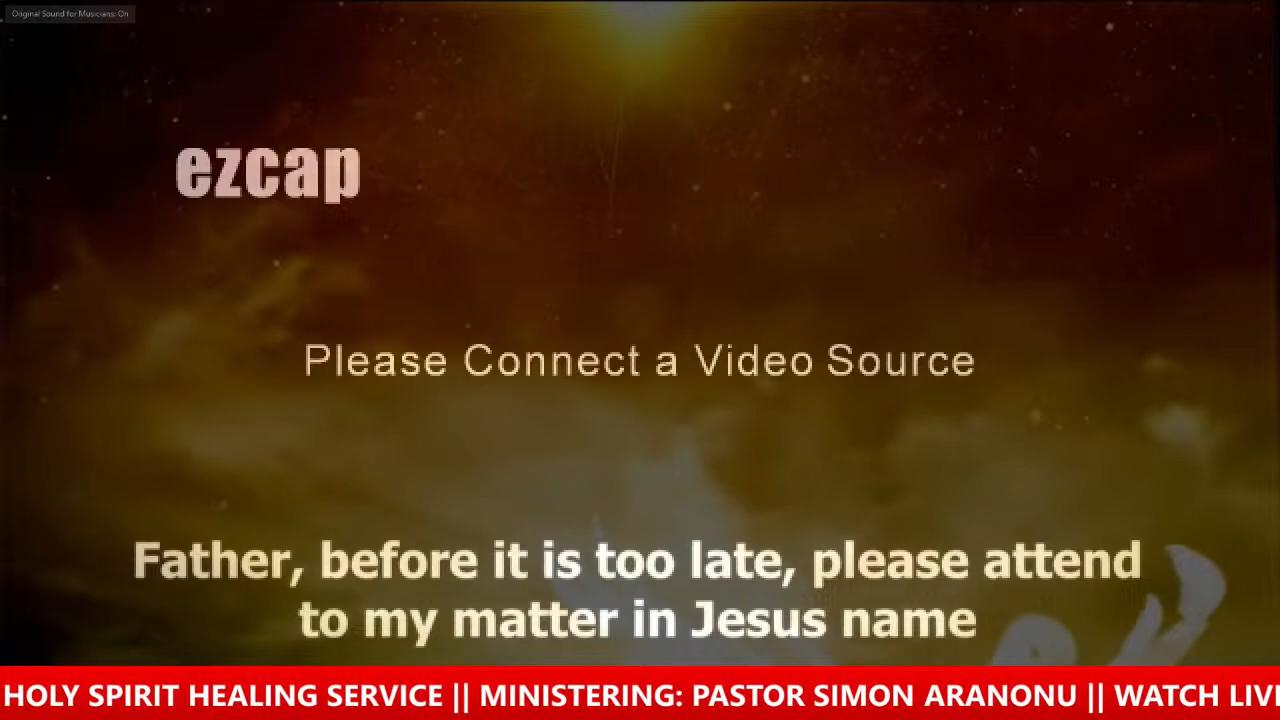 Original Sound for Musicians: On
ezcap
Please Connect a Video Source
Father, before it is too late, please attend
to my matter in Jesus name
HOLY SPIRIT HEALING SERVICE || MINISTERING: PASTOR SIMON ARANONU || WATCH LIV